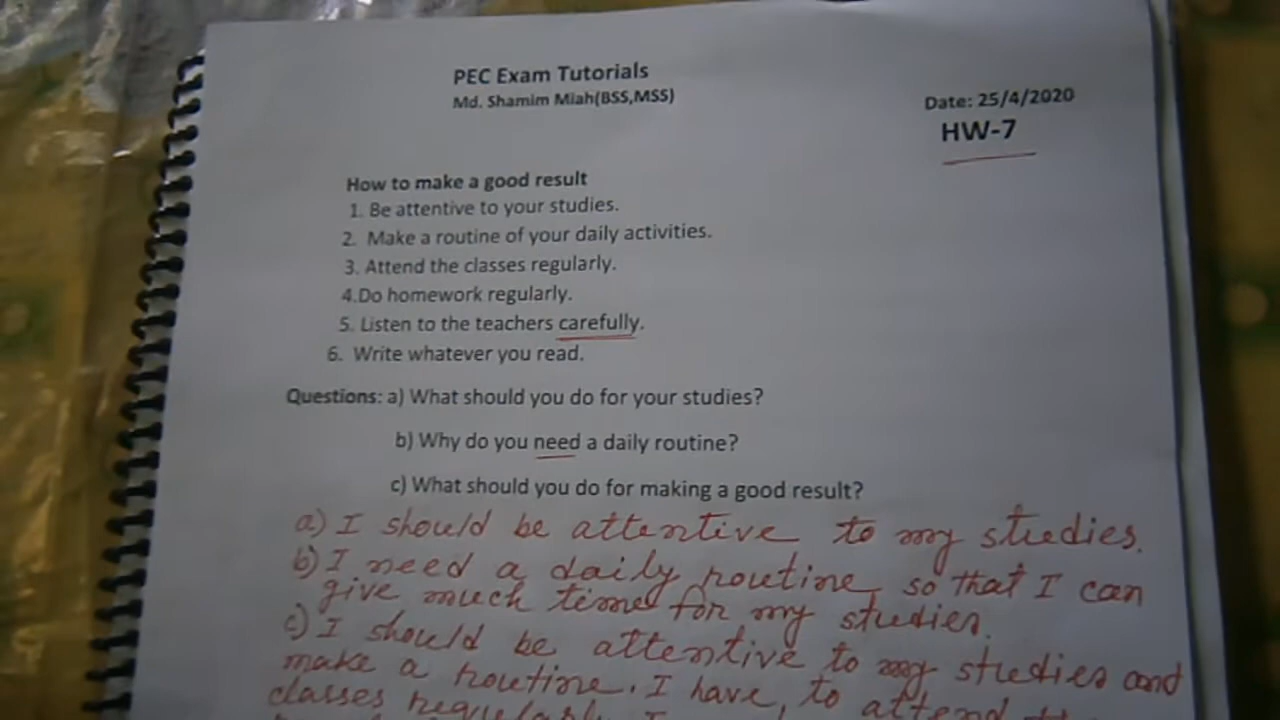 PEC Exam Tutorials
Md. Shamim Miah(BSS,MSS)
Date: 25/4/2020
HW-7
How to make a good result
1. Be attentive to your studies.
2. Make a routine of your daily activities.
3. Attend the classes regularly.
4.Do homework regularly.
5. Listen to the teachers carefully.
6. Write whatever you read.
Questions: a) What should you do for your studies?
b) Why do you need a daily routine?
c) What should you do for making a good result?
a) I should be attentive to my studies.
b) I need a daily routine so that I can
give much time for my studies.
c) I should be attentive to my studies and
make a routine. I have to attend
classes regularly. I